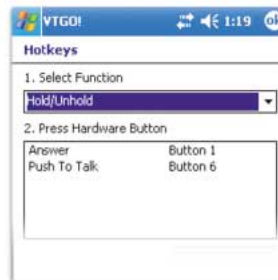 VTGO! 1:19 ok
Hotkeys
1. Select Function
Hold/Unhold
2. Press Hardware Button
Answer Button 1
Push To Talk Button 6